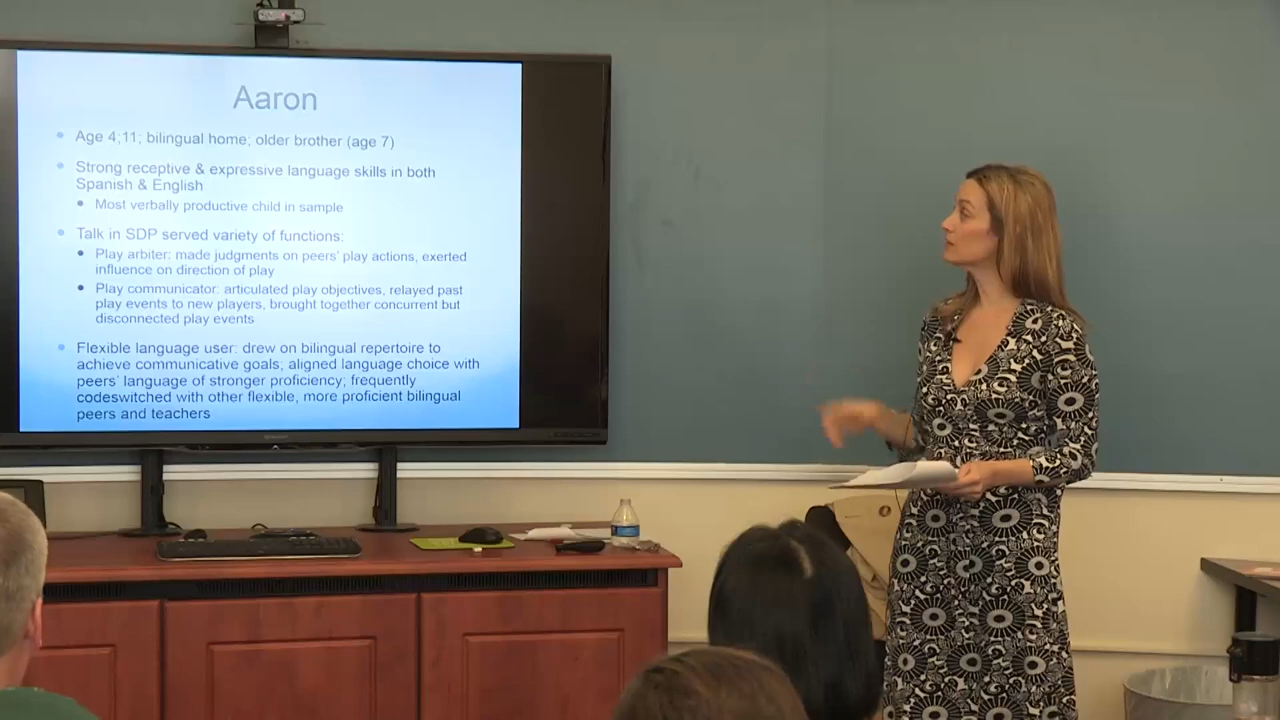 Aaron
Age 4;11; bilingual home; older brother (age 7)
Strong receptive & expressive language skills in both
Spanish & English
Most verbally productive child in sample
Talk in SDP served variety of functions:
Play arbiter: made judgments on peers' play actions, exerted
influence on direction of play
Play communicator: articulated play objectives, relayed past
play events to new players, brought together concurrent but
disconnected play events
Flexible language user: drew on bilingual repertoire to
achieve communicative goals; aligned language choice with
peers' language of stronger proficiency; frequently
codeswitched with other flexible, more proficient bilingual
peers and teachers